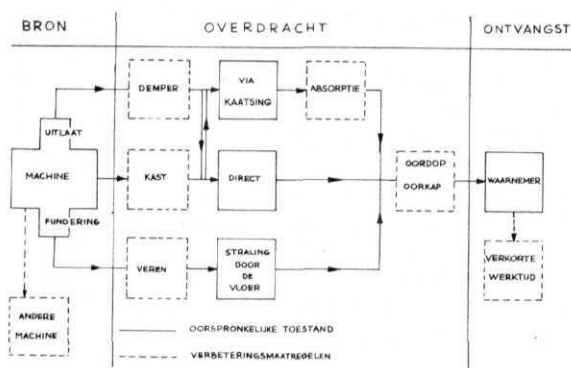 BRON
OVERDRACHT
ONTVANGST
DEMPER
VIA
KAATSING
ABSORPTIE
UITLAAT
MACHINE
FUNDERING
KAST
DIRECT
OORDOP
OORKAP
WAARNEMER
VEREN
STRALING
DOOR
DE
VLOER
VERKORTE
WERKTIJD
ANDERE
MACHINE
OORSPRONKELIJKE TOESTAND
VERBETERINGSMAATREGELEN